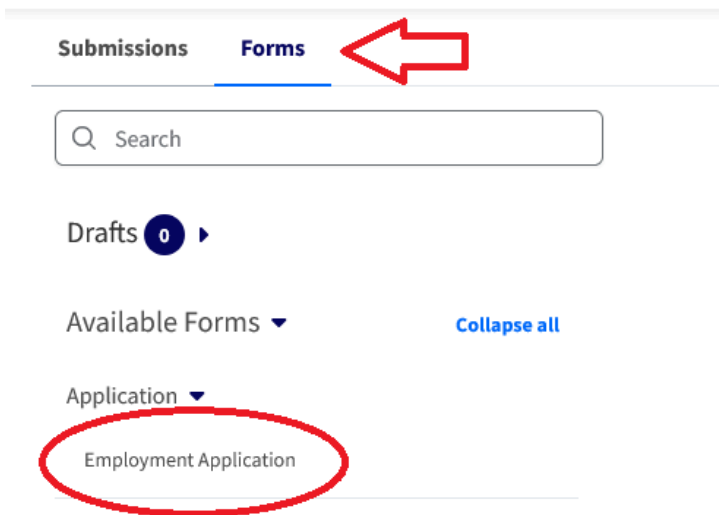 Submissions Forms
Search
Drafts 0
Available Forms Collapse all
Application
Employment Application